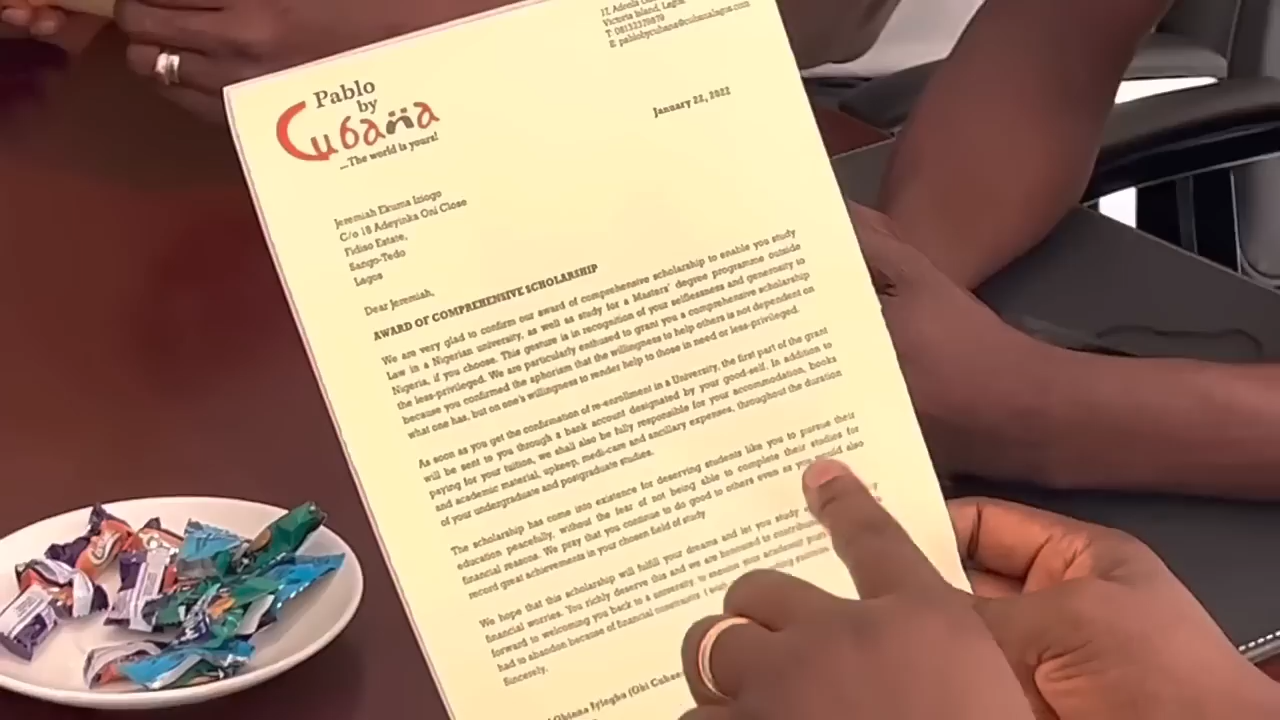 Victoria Island, Lagos
T: 08132370870
E: pablobycubana@cubanalagos.com
Pablo
by
Cubana
...The world is yours!
January 22, 2022
Jeremiah Ekuma Iziogo
C/o 18 Adeyinka Oni Close
Fidiso Estate,
Sango-Tedo
Lagos
Dear Jeremiah,
AWARD OF COMPREHENSIVE SCHOLARSHIP
We are very glad to confirm our award of comprehensive scholarship to enable you study
Law in a Nigerian university, as well as study for a Masters' degree programme outside
Nigeria, if you choose. This gesture is in recognition of your selflessness and generosity to
the less-privileged. We are particularly enthused to grant you a comprehensive scholarship
because you confirmed the aphorism that the willingness to help others is not dependent on
what one has, but on one's willingness to render help to those in need or less-privileged.
As soon as you get the confirmation of re-enrollment in a University, the first part of the grant
will be sent to you through a bank account designated by your good-self. In addition to
paying for your tuition, we shall also be fully responsible for your accommodation, books
and academic material, upkeep, medi-care and ancillary expenses, throughout the duration
of your undergraduate and postgraduate studies.
The scholarship has come into existence for deserving students like you to pursue their
education peacefully, without the fear of not being able to complete their studies for
financial reasons. We pray that you continue to do good to others even as you would also
record great achievements in your chosen field of study
We hope that this scholarship will fulfill your dreams and let you study
financial worries. You richly deserve this and we are honoured to contribute
forward to welcoming you back to a university to ensure your academic
had to abandon because of financial constraints
Sincerely,
Obinna Iyiegbu (Obi Cubana